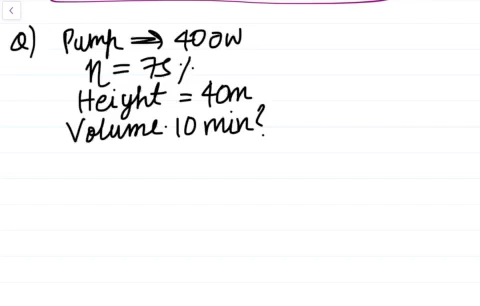 Q) Pump ⇒ 400W
η = 75%
Height = 40m
Volume 10 min?